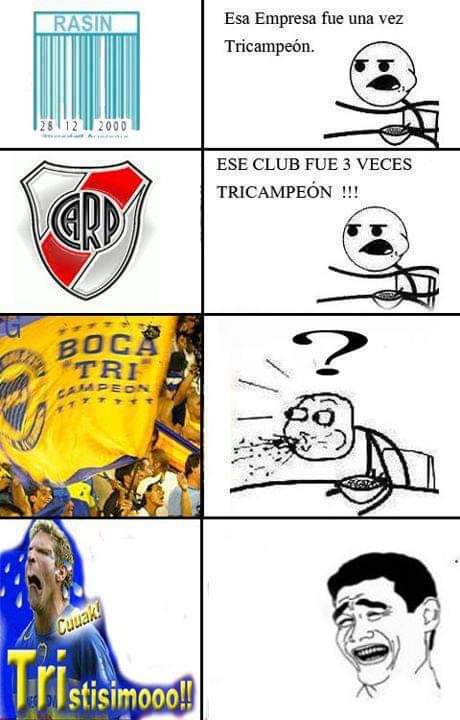 RASIN
28 12 2000
Esa Empresa fue una vez
Tricampeón.
CARP
ESE CLUB FUE 3 VECES
TRICAMPEÓN !!!
BOCA
"TRI"
CAMPEON
?
Cuuak!
Tristisimooo!!